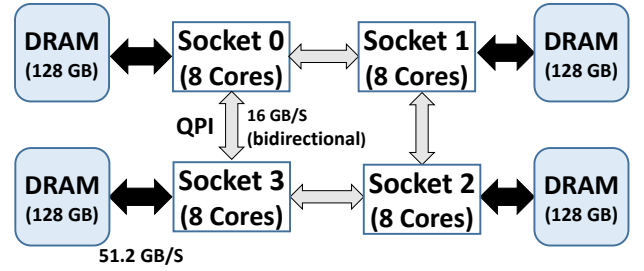 DRAM
(128 GB)
Socket 0
(8 Cores)
Socket 1
(8 Cores)
DRAM
(128 GB)
QPI
16 GB/S
(bidirectional)
DRAM
(128 GB)
Socket 3
(8 Cores)
Socket 2
(8 Cores)
DRAM
(128 GB)
51.2 GB/S